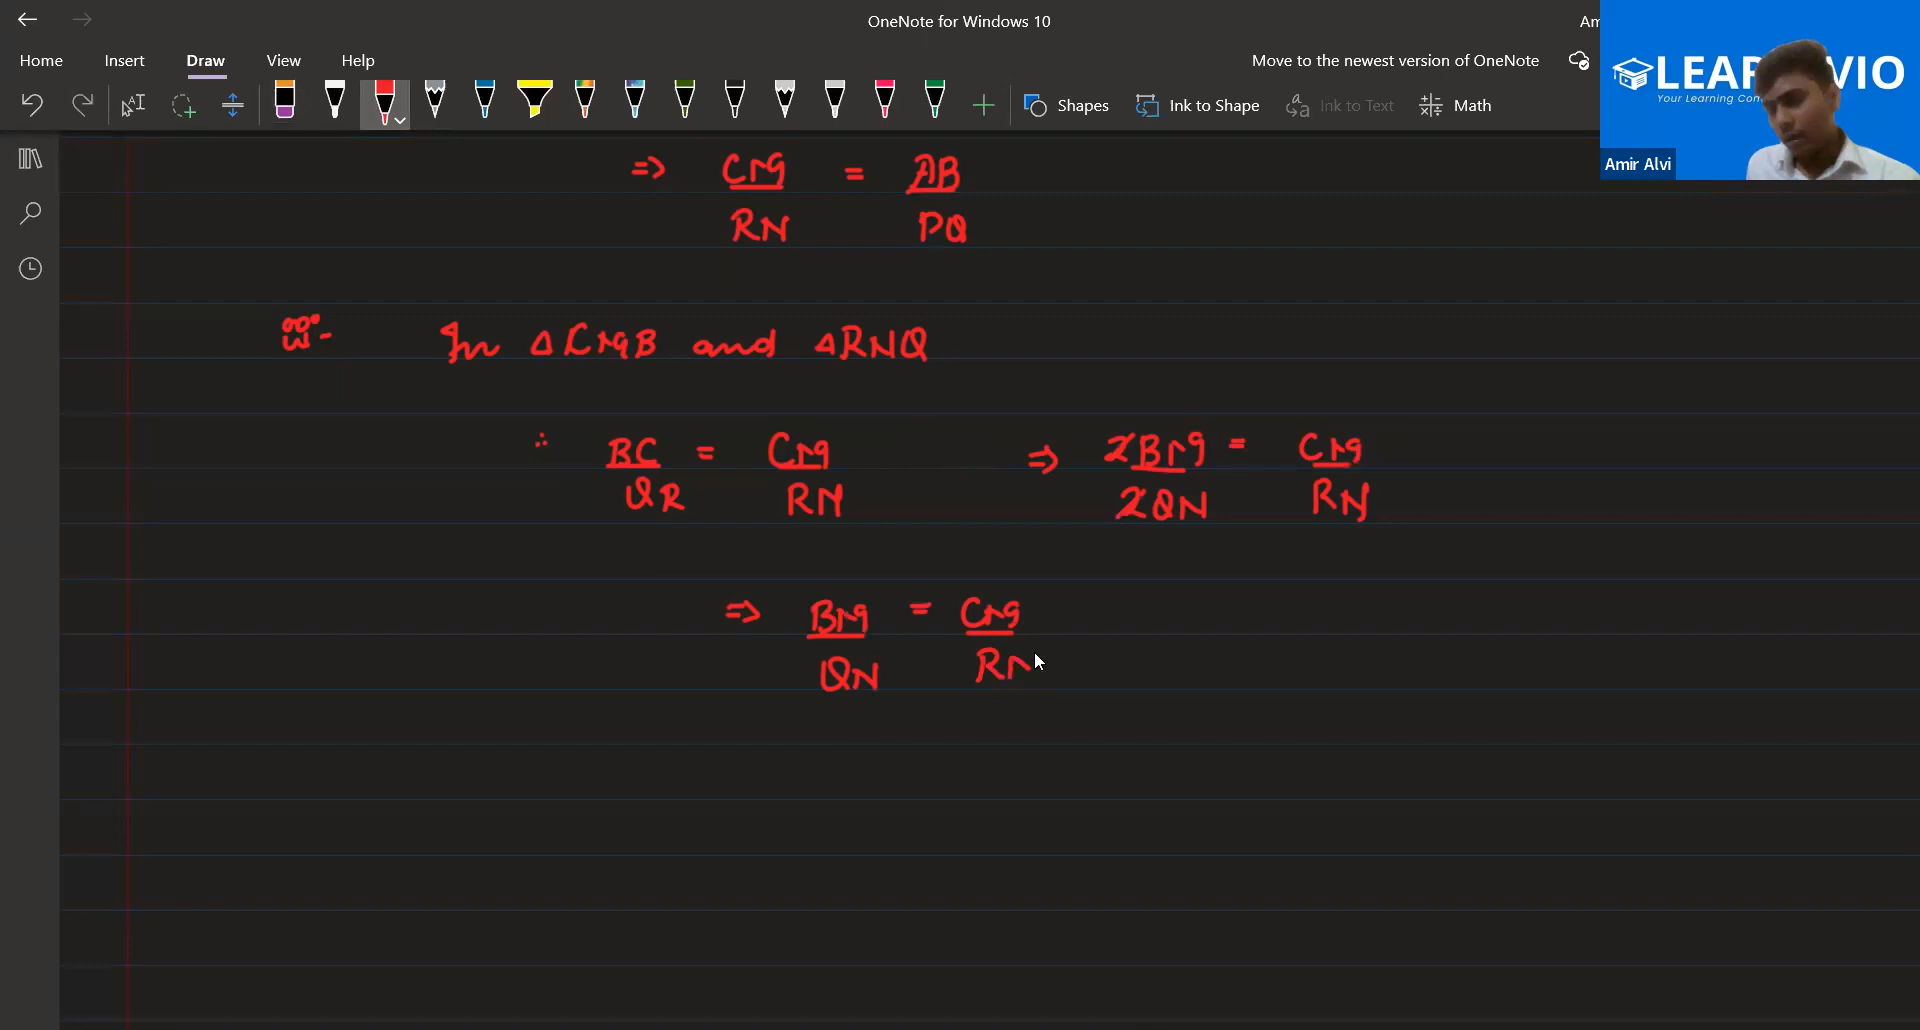 OneNote for Windows 10
Home Insert Draw View Help
Move to the newest version of OneNote
Shapes Ink to Shape Ink to Text Math
Your Learning
Amir Alvi
⇒ CM/RN = AB/PQ
In ΔCMB and ΔRNQ
∴ BC/QR = CM/RN ⇒ 2BM/2QN = CM/RN
⇒ BM/QN = CM/RN